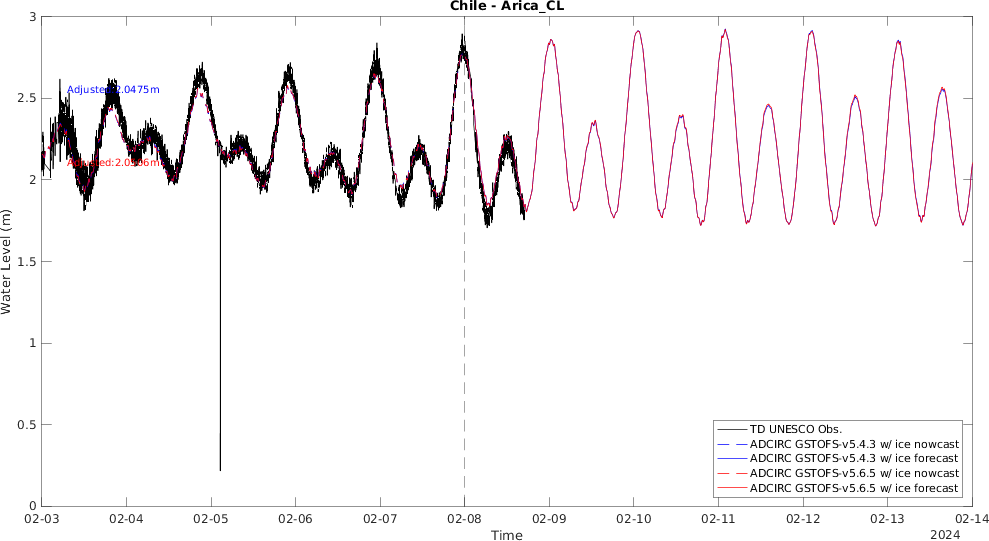 Chile - Arica_CL
3
2.5
2
1.5
1
0.5
0
Water Level (m)
Adjusted:2.0475m
02-03
02-04
02-05
02-06
02-07
02-08
02-09
02-10
02-11
02-12
02-13
02-14
Time
2024
TD UNESCO Obs.
ADCIRC GSTOFS-v5.4.3 w/ ice nowcast
ADCIRC GSTOFS-v5.4.3 w/ ice forecast
ADCIRC GSTOFS-v5.6.5 w/ ice nowcast
ADCIRC GSTOFS-v5.6.5 w/ ice forecast